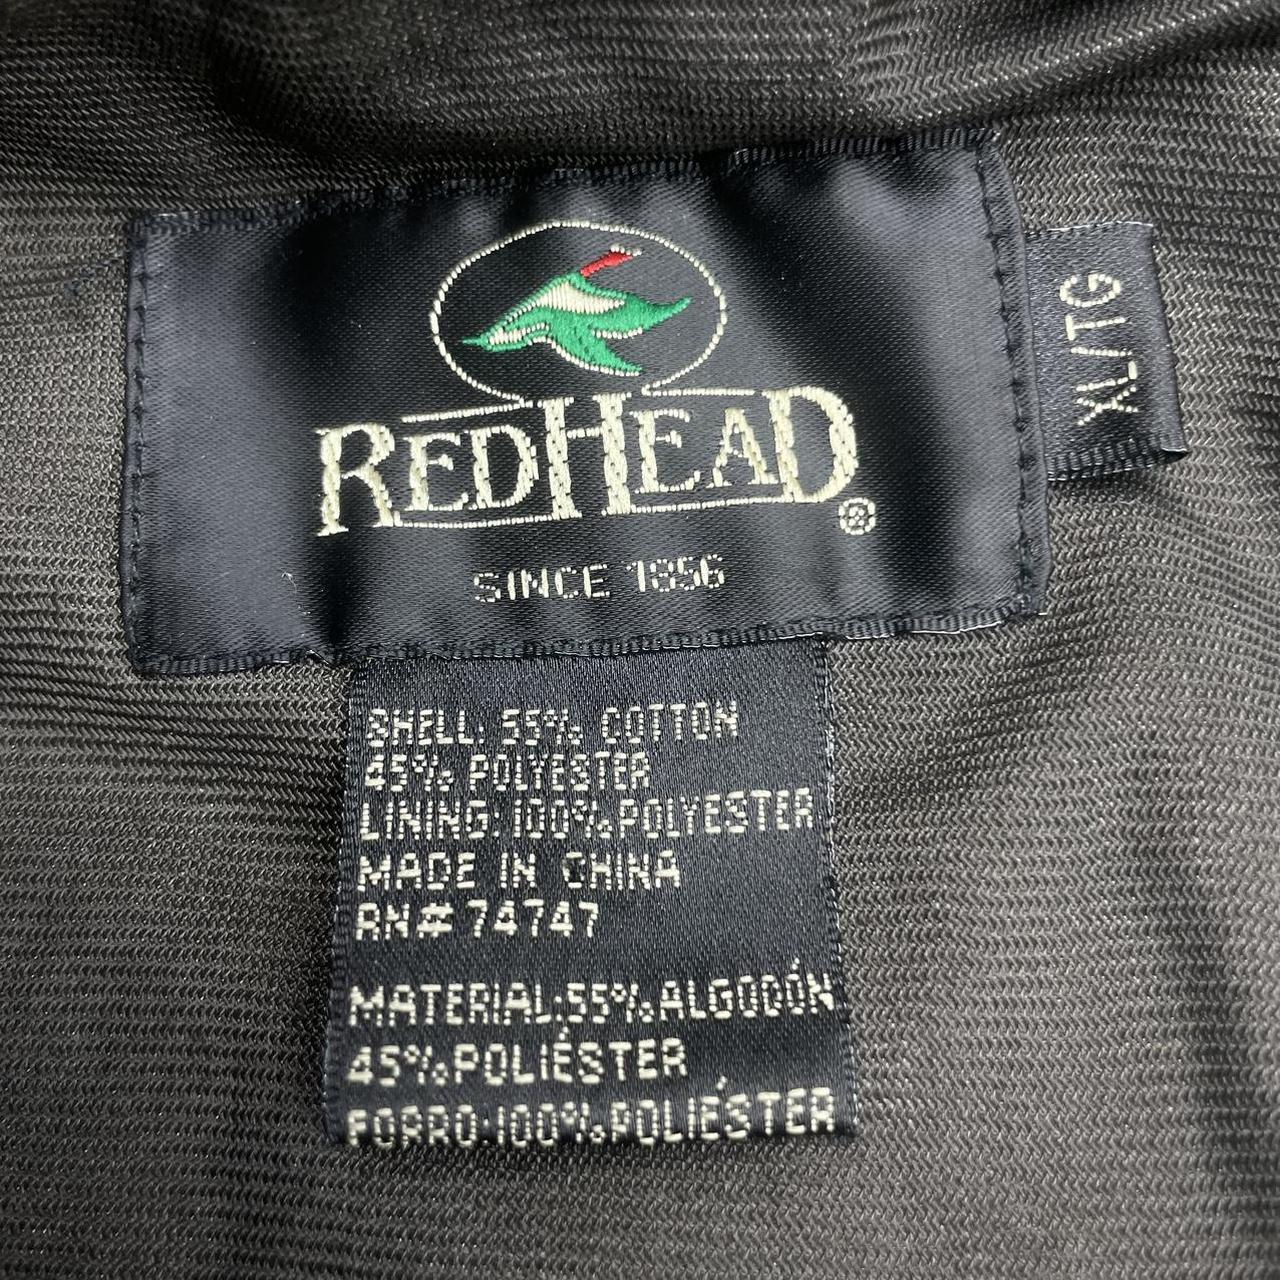 REDHEAD®
SINCE 1856
XL/TG
SHELL: 55% COTTON
45% POLYESTER
LINING: 100% POLYESTER
MADE IN CHINA
RN# 74747
MATERIAL: 55% ALGODÓN
45% POLIÉSTER
FORRO: 100% POLIÉSTER